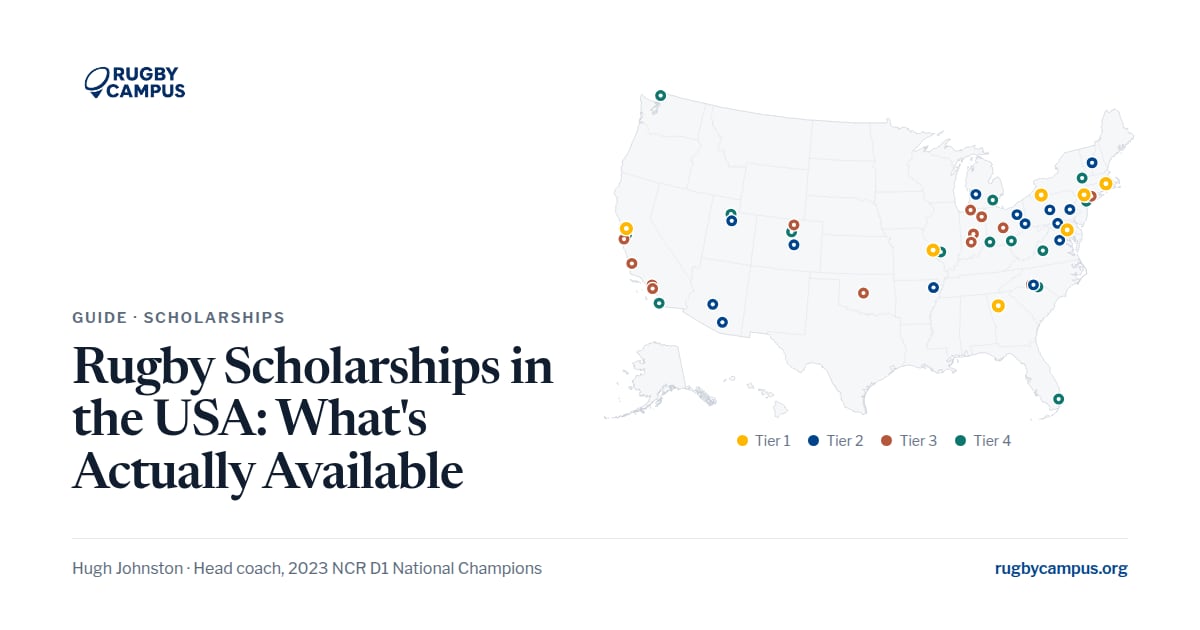 RUGBY
CAMPUS
GUIDE · SCHOLARSHIPS
Rugby Scholarships in
the USA: What's
Actually Available
Tier 1
Tier 2
Tier 3
Tier 4
Hugh Johnston · Head coach, 2023 NCR D1 National Champions
rugbycampus.org